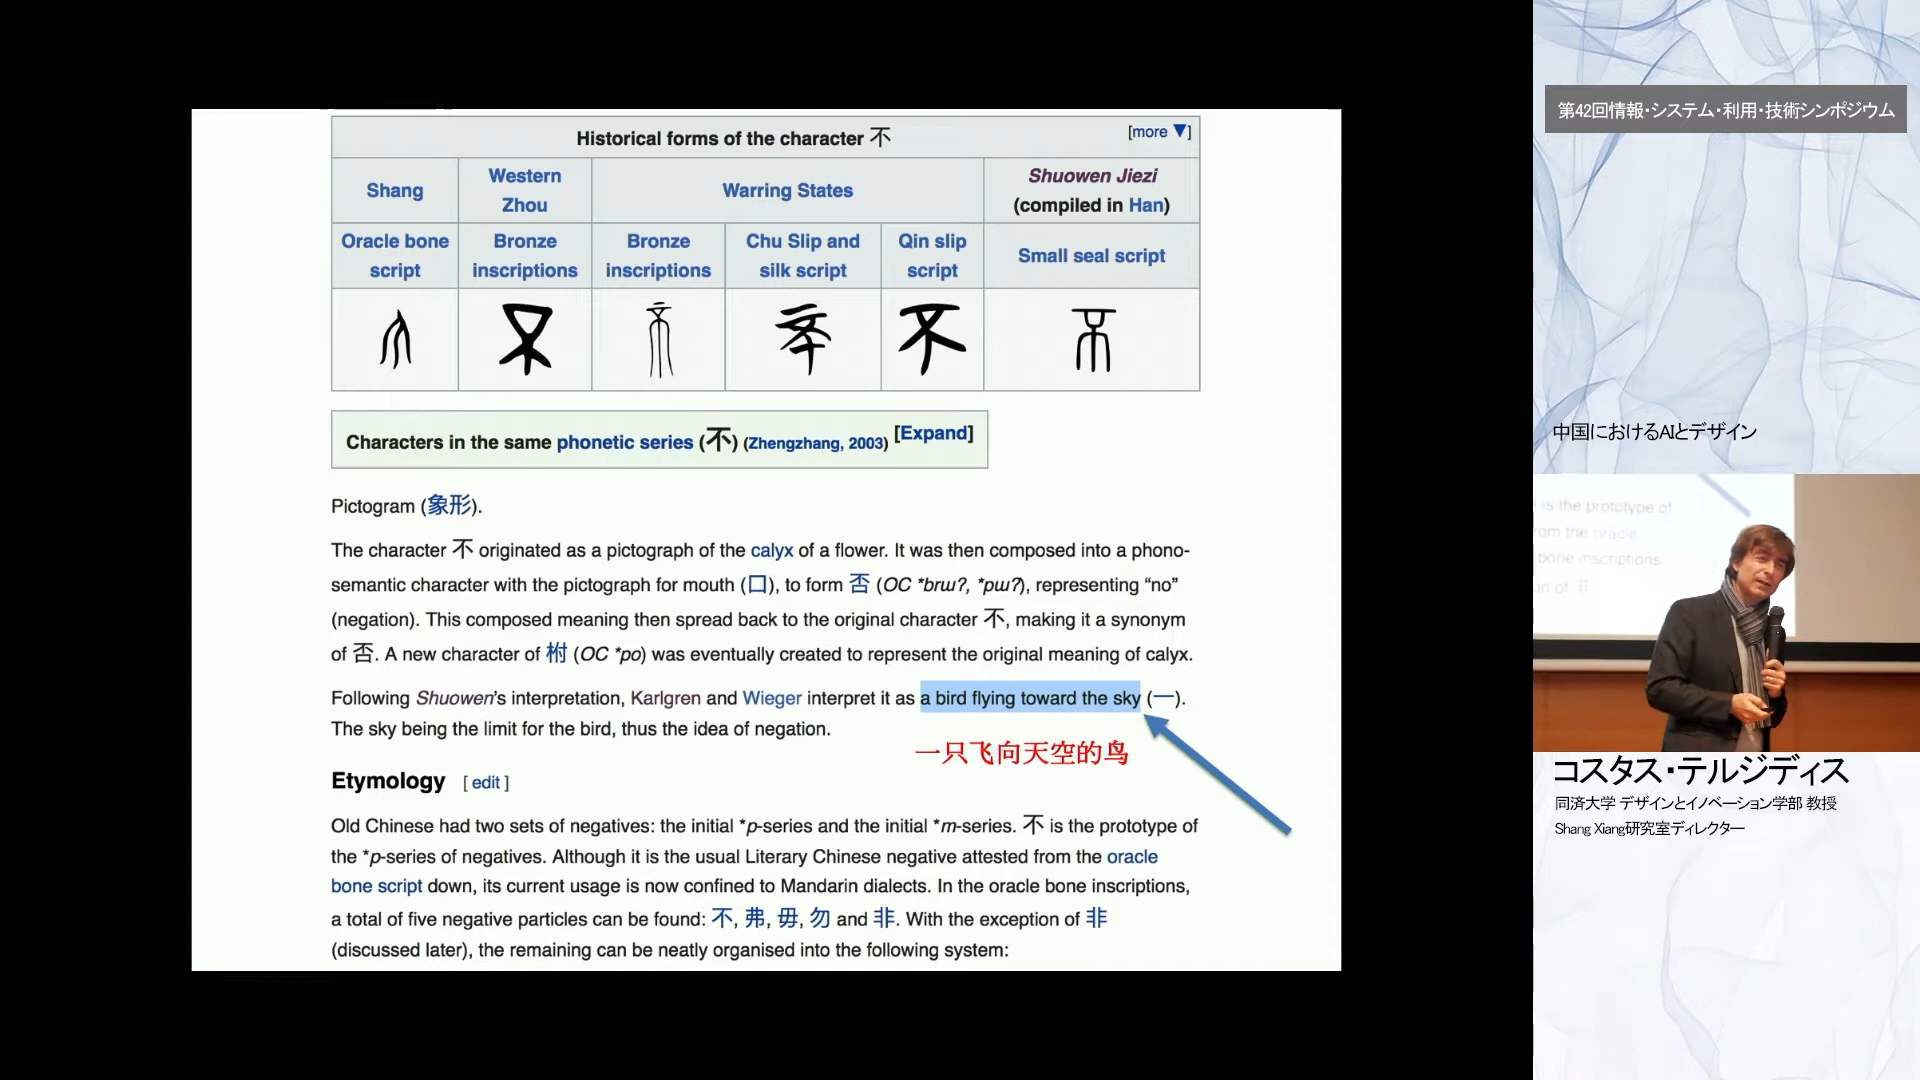 Historical forms of the character 不
[more ▼]
Shang
Western
Zhou
Warring States
Shuowen Jiezi
(compiled in Han)
Oracle bone
script
Bronze
inscriptions
Bronze
inscriptions
Chu Slip and
silk script
Qin slip
script
Small seal script
Characters in the same phonetic series (不) (Zhengzhang, 2003) [Expand]
Pictogram (象形).
The character 不 originated as a pictograph of the calyx of a flower. It was then composed into a phono-
semantic character with the pictograph for mouth (口), to form 否 (OC *brɯʔ, *pɯʔ), representing “no”
(negation). This composed meaning then spread back to the original character 不, making it a synonym
of 否. A new character of 柎 (OC *po) was eventually created to represent the original meaning of calyx.
Following Shuowen's interpretation, Karlgren and Wieger interpret it as a bird flying toward the sky (一).
The sky being the limit for the bird, thus the idea of negation.
一只飞向天空的鸟
Etymology [ edit ]
Old Chinese had two sets of negatives: the initial *p-series and the initial *m-series. 不 is the prototype of
the *p-series of negatives. Although it is the usual Literary Chinese negative attested from the oracle
bone script down, its current usage is now confined to Mandarin dialects. In the oracle bone inscriptions,
a total of five negative particles can be found: 不, 弗, 毋, 勿 and 非. With the exception of 非
(discussed later), the remaining can be neatly organised into the following system:
第42回情報・システム・利用・技術シンポジウム
中国におけるAIとデザイン
is the prototype of
om the oracle
bone inscriptions
on of 非
コスタス・テルジディス
同済大学 デザインとイノベーション学部 教授
Shang Xiang研究室ディレクター